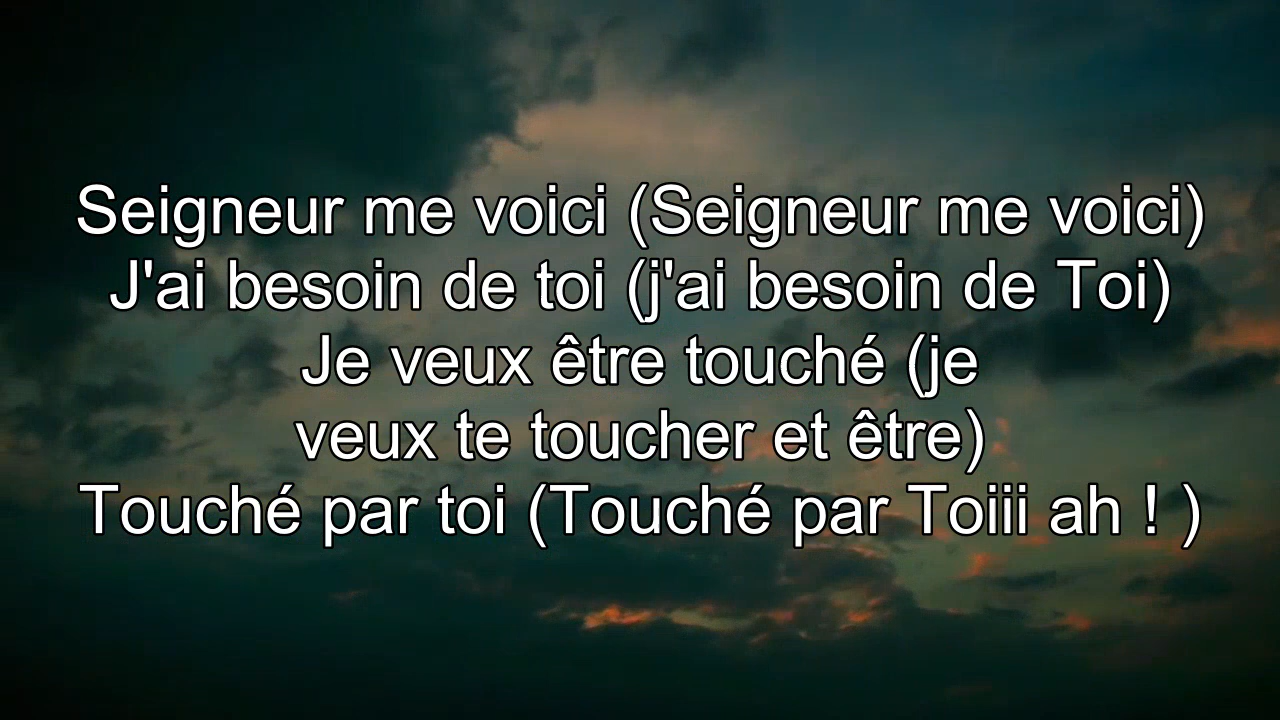 Seigneur me voici (Seigneur me voici)
J'ai besoin de toi (j'ai besoin de Toi)
Je veux être touché (je
veux te toucher et être)
Touché par toi (Touché par Toiii ah ! )